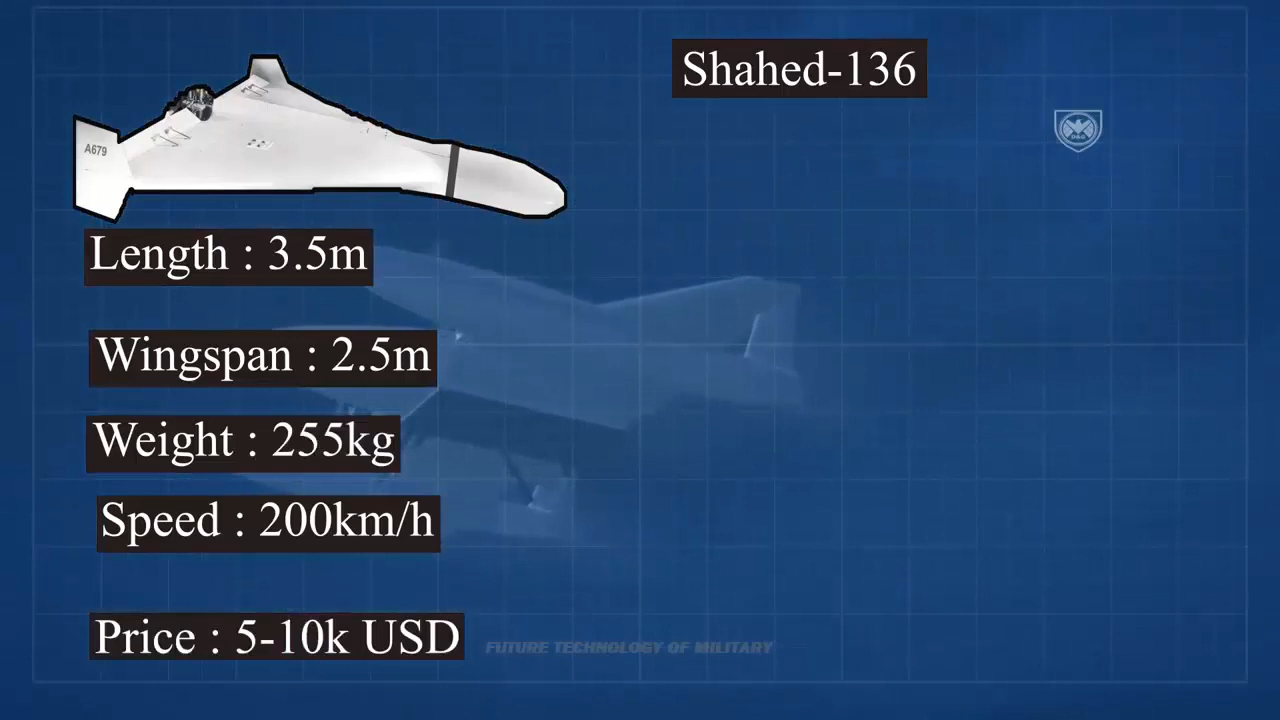 Shahed-136
A679
Length : 3.5m
Wingspan : 2.5m
Weight : 255kg
Speed : 200km/h
Price : 5-10k USD
FUTURE TECHNOLOGY OF MILITARY